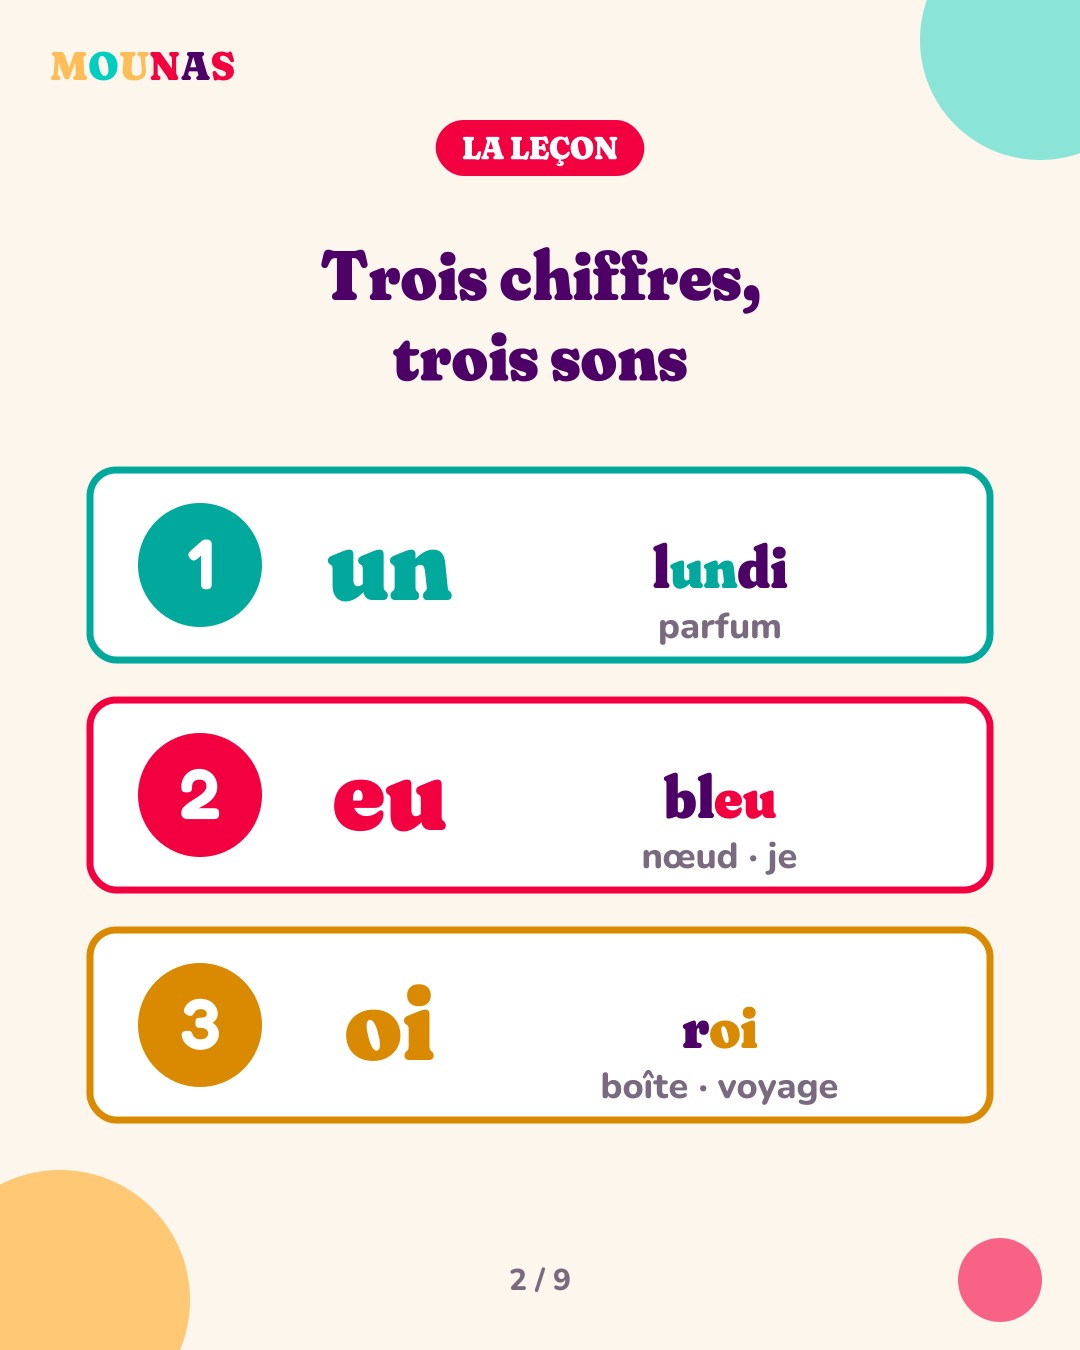 MOUNAS
LA LEÇON
Trois chiffres,
trois sons
1 un lundi
parfum
2 eu bleu
nœud · je
3 oi roi
boîte · voyage
2 / 9